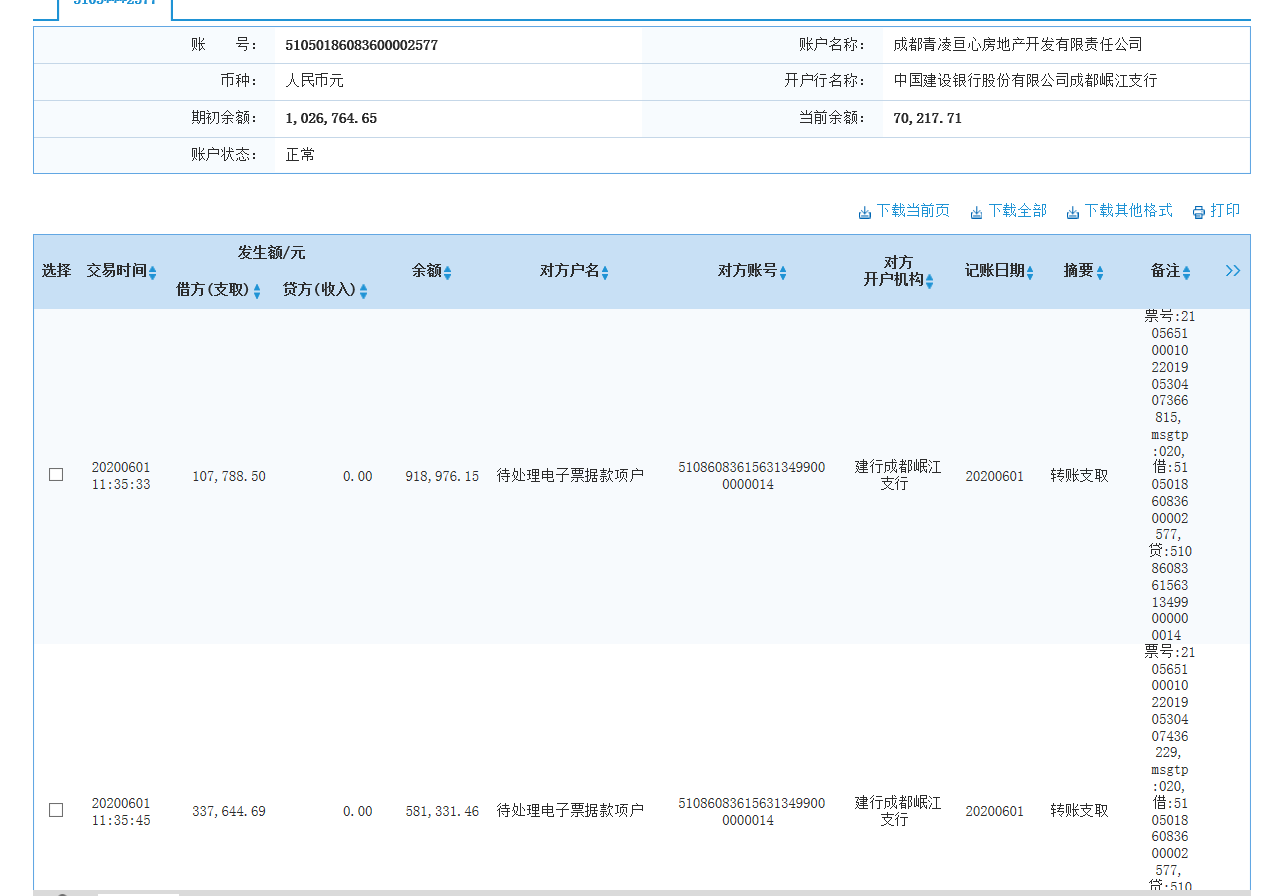 账 号： 51050186083600002577 账户名称： 成都青凌亘心房地产开发有限责任公司
币种： 人民币元 开户行名称： 中国建设银行股份有限公司成都岷江支行
期初余额： 1,026,764.65 当前余额： 70,217.71
账户状态： 正常
下载当前页 下载全部 下载其他格式 打印
选择 交易时间 发生额/元 余额 对方户名 对方账号 对方 记账日期 摘要 备注 >>
借方(支取) 贷方(收入) 开户机构
票号:21
05651
00010
22019
05304
07366
815,
msgtp
:020,
20200601 107,788.50 0.00 918,976.15 待处理电子票据款项户 51086083615631349900 建行成都岷江 20200601 转账支取 借:51
11:35:33 0000014 支行 05018
60836
00002
577,
贷:510
86083
61563
13499
00000
0014
票号:21
05651
00010
22019
05304
07436
229,
msgtp
:020,
20200601 337,644.69 0.00 581,331.46 待处理电子票据款项户 51086083615631349900 建行成都岷江 20200601 转账支取 借:51
11:35:45 0000014 支行 05018
60836
00002
577,
贷:510